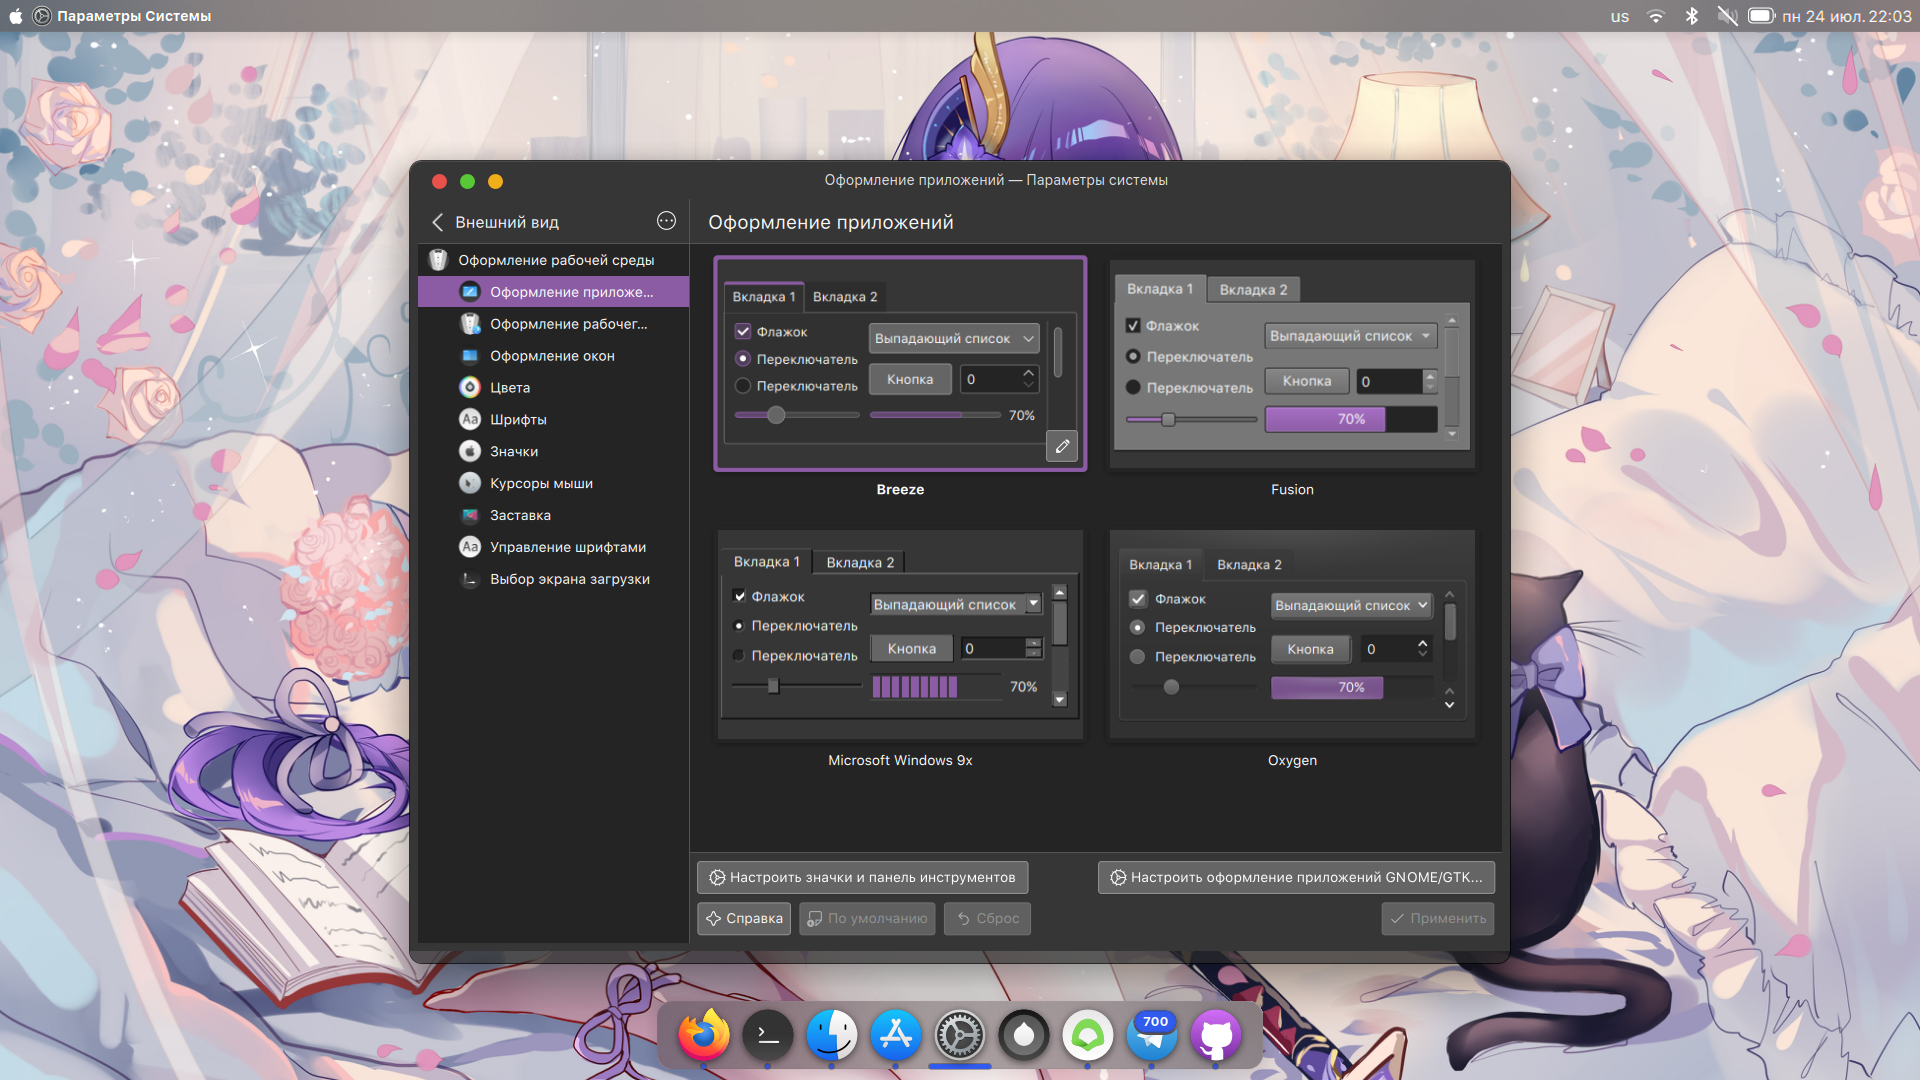 Параметры Системы
us
пн 24 июл. 22:03
Оформление приложений — Параметры системы
Внешний вид
Оформление приложений
Оформление рабочей среды
Оформление приложе...
Оформление рабочег...
Оформление окон
Цвета
Aa Шрифты
Значки
Курсоры мыши
Заставка
Aa Управление шрифтами
Выбор экрана загрузки
Вкладка 1 Вкладка 2
Флажок
Выпадающий список
Переключатель
Переключатель
Кнопка
0
70%
Breeze
Вкладка 1 Вкладка 2
Флажок
Выпадающий список
Переключатель
Переключатель
Кнопка
0
70%
Fusion
Вкладка 1 Вкладка 2
Флажок
Выпадающий список
Переключатель
Переключатель
Кнопка
0
70%
Microsoft Windows 9x
Вкладка 1 Вкладка 2
Флажок
Выпадающий список
Переключатель
Переключатель
Кнопка
0
70%
Oxygen
Настроить значки и панель инструментов
Настроить оформление приложений GNOME/GTK...
Справка
По умолчанию
Сброс
Применить
700